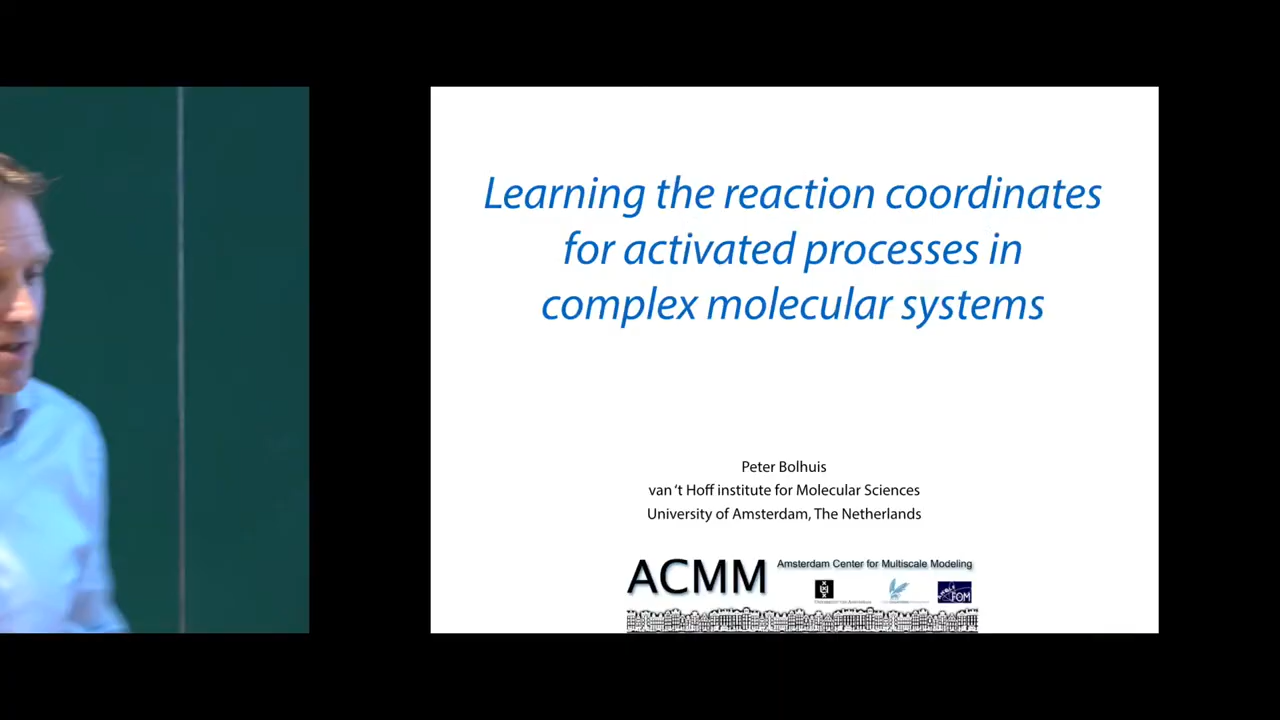 Learning the reaction coordinates
for activated processes in
complex molecular systems
Peter Bolhuis
van 't Hoff institute for Molecular Sciences
University of Amsterdam, The Netherlands
ACMM
Amsterdam Center for Multiscale Modeling
FOM